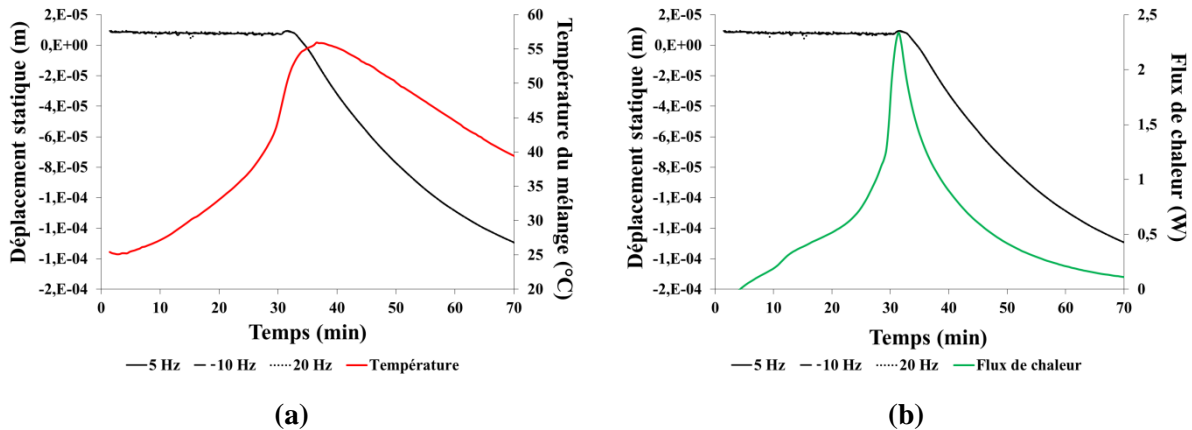 Déplacement statique (m)
2,E-05
0,E+00
-2,E-05
-4,E-05
-6,E-05
-8,E-05
-1,E-04
-1,E-04
-1,E-04
-2,E-04
0 10 20 30 40 50 60 70
Temps (min)
60
55
50
45
40
35
30
25
20
Température du mélange (°C)
5 Hz - -10 Hz 20 Hz Température
(a)
Déplacement statique (m)
2,E-05
0,E+00
-2,E-05
-4,E-05
-6,E-05
-8,E-05
-1,E-04
-1,E-04
-1,E-04
-2,E-04
0 10 20 30 40 50 60 70
Temps (min)
2,5
2
1,5
1
0,5
0
Flux de chaleur (W)
5 Hz - -10 Hz 20 Hz Flux de chaleur
(b)